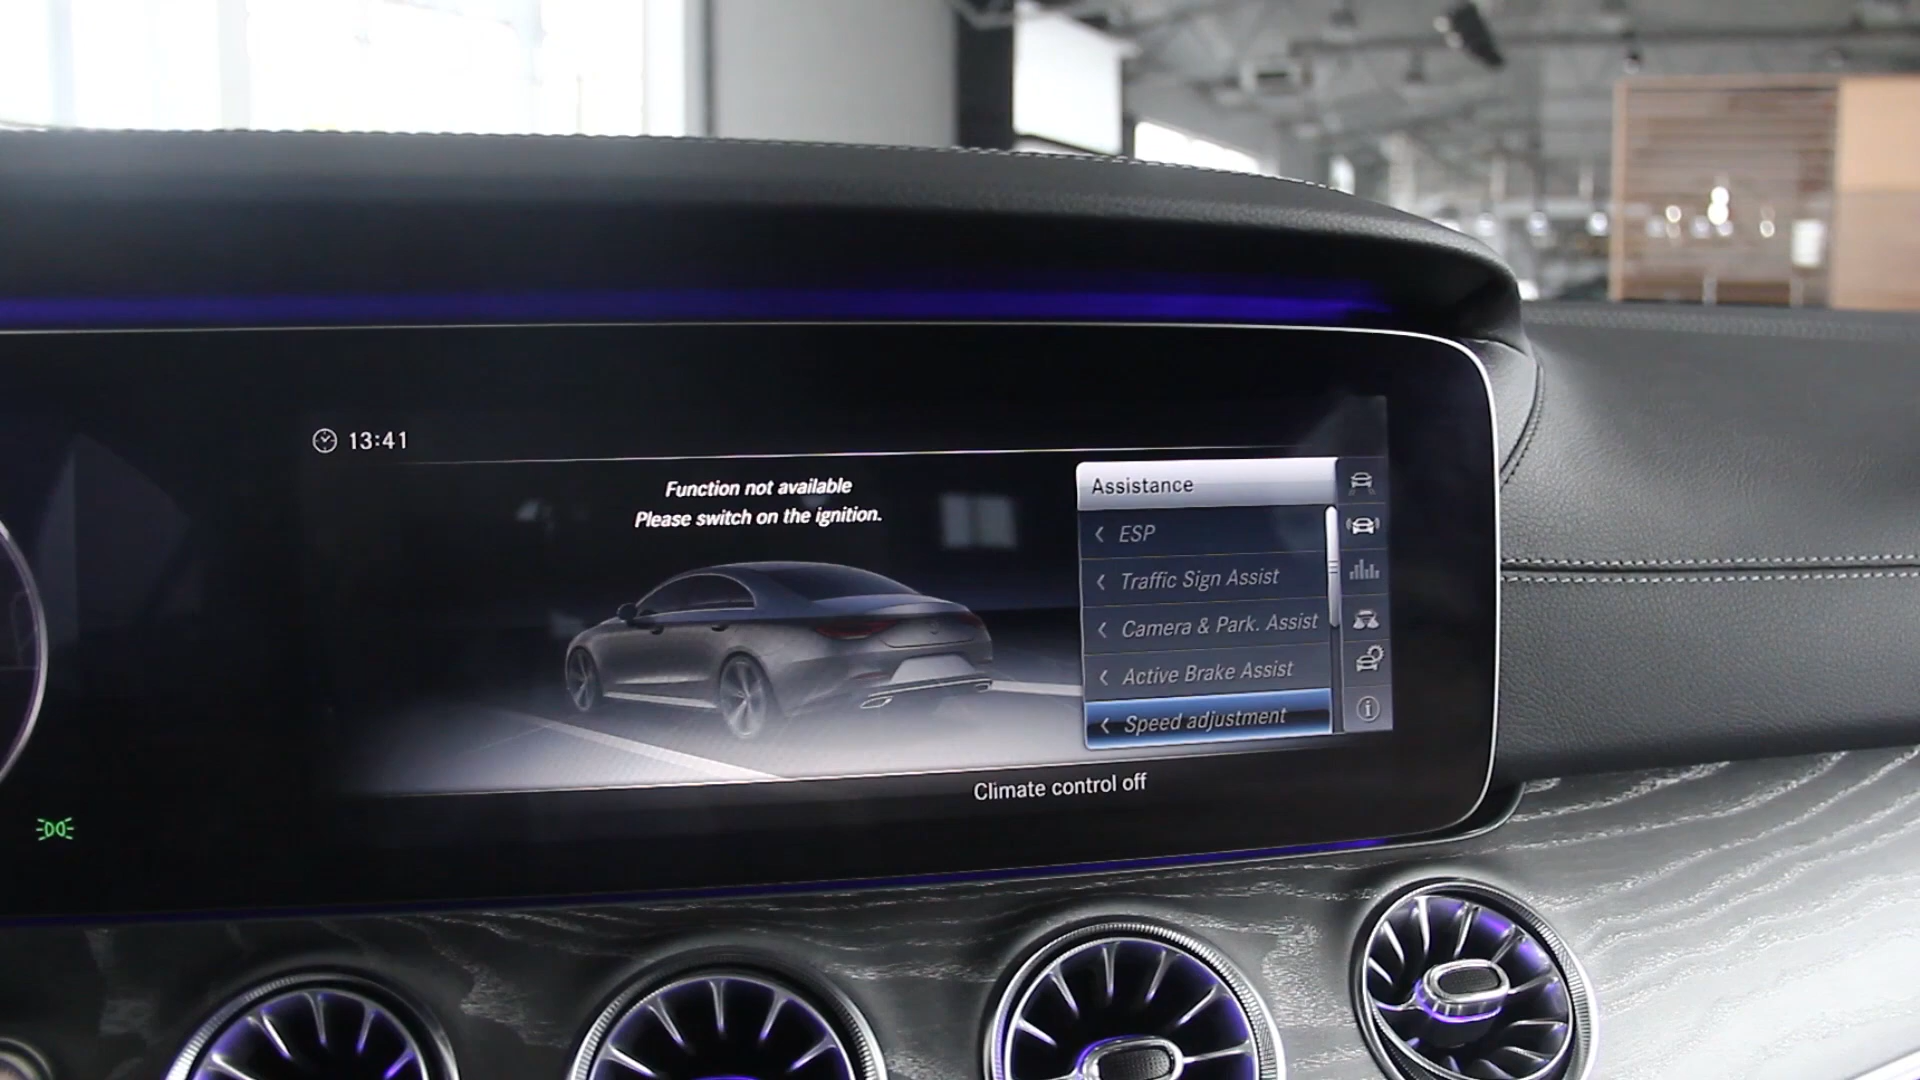 13:41
Function not available
Please switch on the ignition.
Assistance
ESP
Traffic Sign Assist
Camera & Park. Assist
Active Brake Assist
Speed adjustment
Climate control off